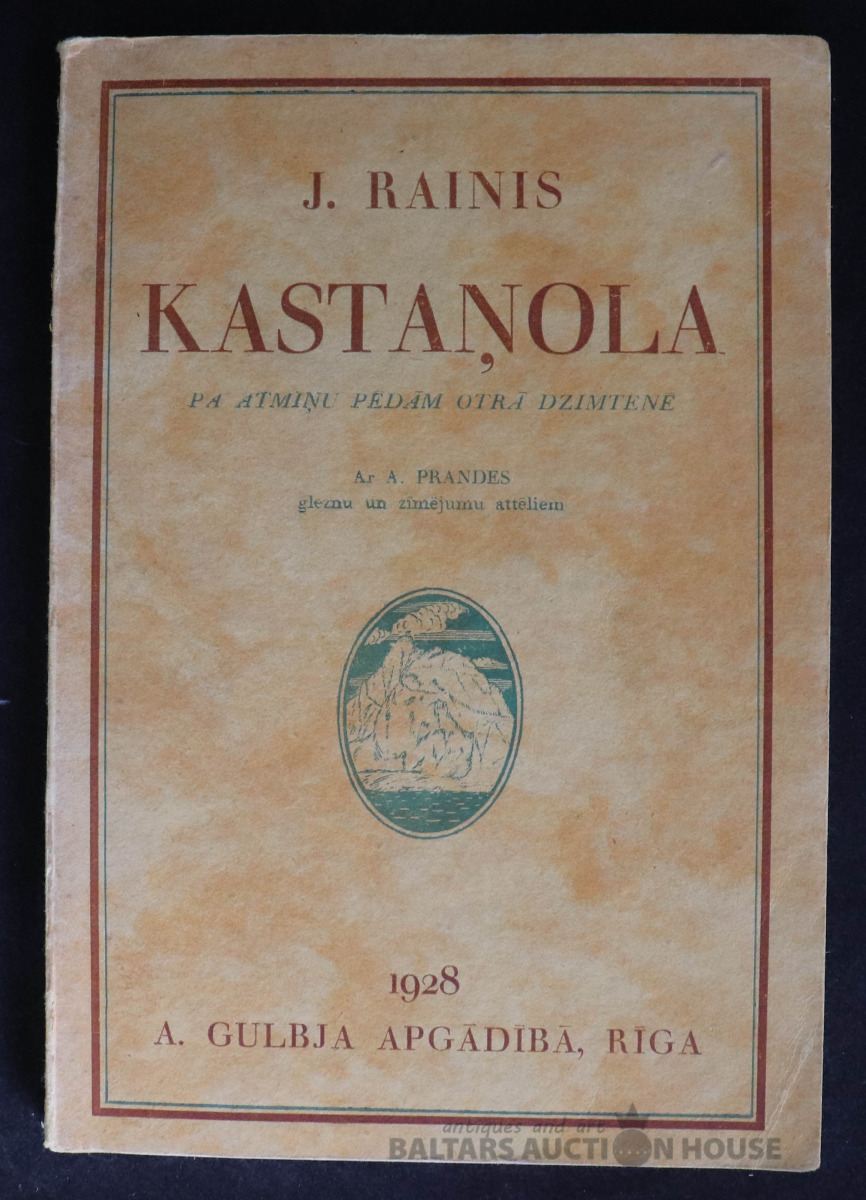 J. RAINIS
KASTAŅOLA
PA ATMIŅU PĒDĀM OTRĀ DZIMTENĒ
Ar A. PRANDES
gleznu un zīmējumu attēliem
1928
A. GULBJA APGĀDĪBĀ, RĪGA
antiques and art
BALTARS AUCTION HOUSE